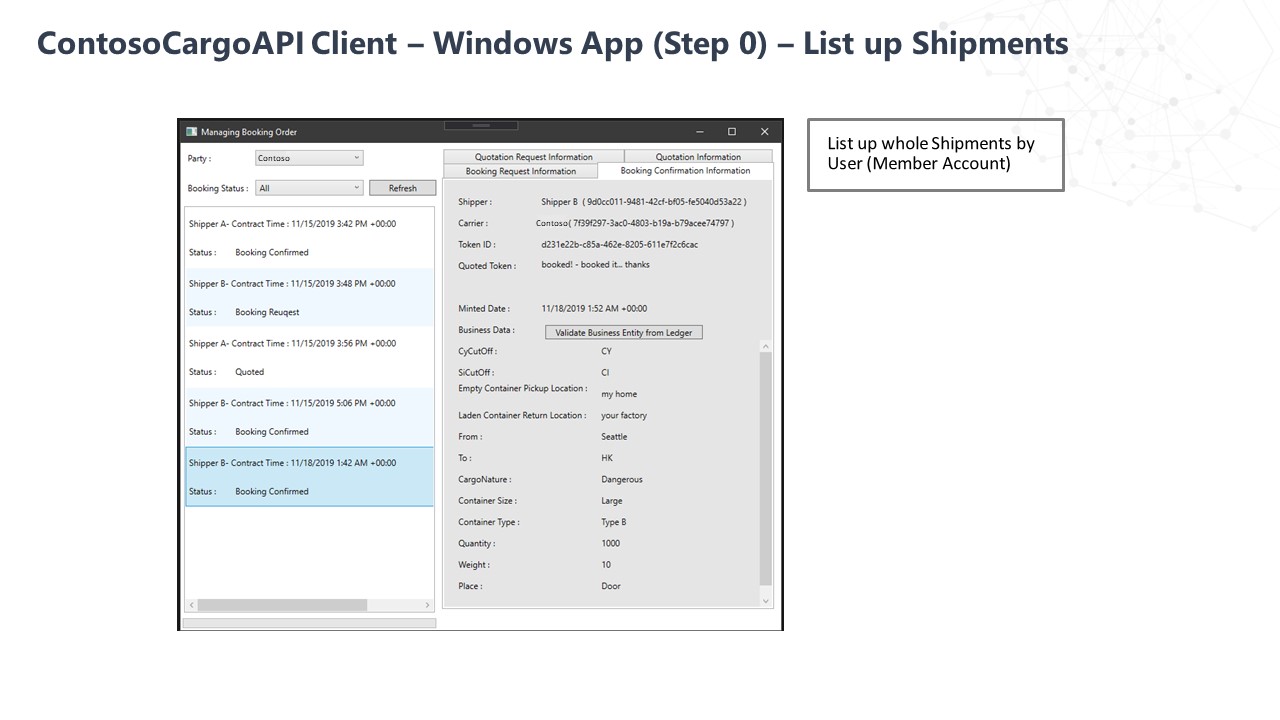 ContosoCargoAPI Client – Windows App (Step 0) – List up Shipments
Managing Booking Order
Party :
Contoso
Booking Status :
All
Refresh
Shipper A- Contract Time : 11/15/2019 3:42 PM +00:00
Status : Booking Confirmed
Shipper B- Contract Time : 11/15/2019 3:48 PM +00:00
Status : Booking Reuqest
Shipper A- Contract Time : 11/15/2019 3:56 PM +00:00
Status : Quoted
Shipper B- Contract Time : 11/15/2019 5:06 PM +00:00
Status : Booking Confirmed
Shipper B- Contract Time : 11/18/2019 1:42 AM +00:00
Status : Booking Confirmed
Quotation Request Information
Quotation Information
Booking Request Information
Booking Confirmation Information
Shipper : Shipper B ( 9d0cc011-9481-42cf-bf05-fe5040d53a22 )
Carrier : Contoso( 7f39f297-3ac0-4803-b19a-b79acee74797 )
Token ID : d231e22b-c85a-462e-8205-611e7f2c6cac
Quoted Token : booked! - booked it... thanks
Minted Date : 11/18/2019 1:52 AM +00:00
Business Data : Validate Business Entity from Ledger
CyCutOff : CY
SiCutOff : CI
Empty Container Pickup Location : my home
Laden Container Return Location : your factory
From : Seattle
To : HK
CargoNature : Dangerous
Container Size : Large
Container Type : Type B
Quantity : 1000
Weight : 10
Place : Door
List up whole Shipments by
User (Member Account)